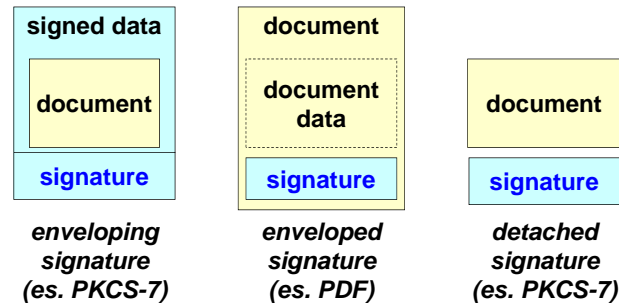 signed data
document
signature
enveloping
signature
(es. PKCS-7)
document
document
data
signature
enveloped
signature
(es. PDF)
document
signature
detached
signature
(es. PKCS-7)